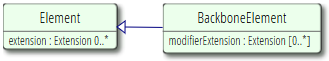 Element
extension : Extension 0..*
BackboneElement
modifierExtension : Extension [0..*]